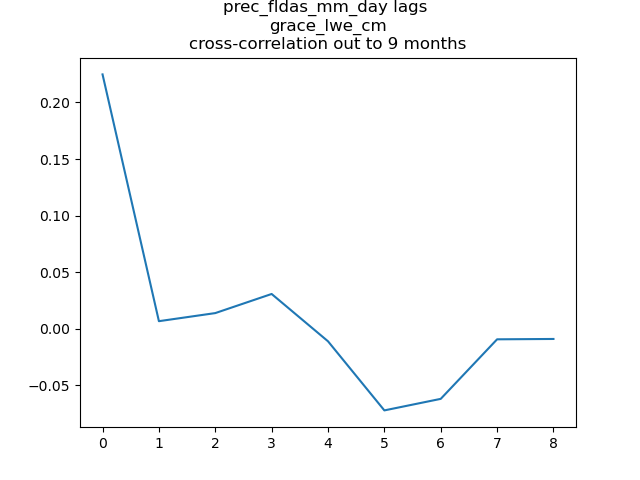 prec_fldas_mm_day lags
grace_lwe_cm
cross-correlation out to 9 months
0.20
0.15
0.10
0.05
0.00
−0.05
0 1 2 3 4 5 6 7 8